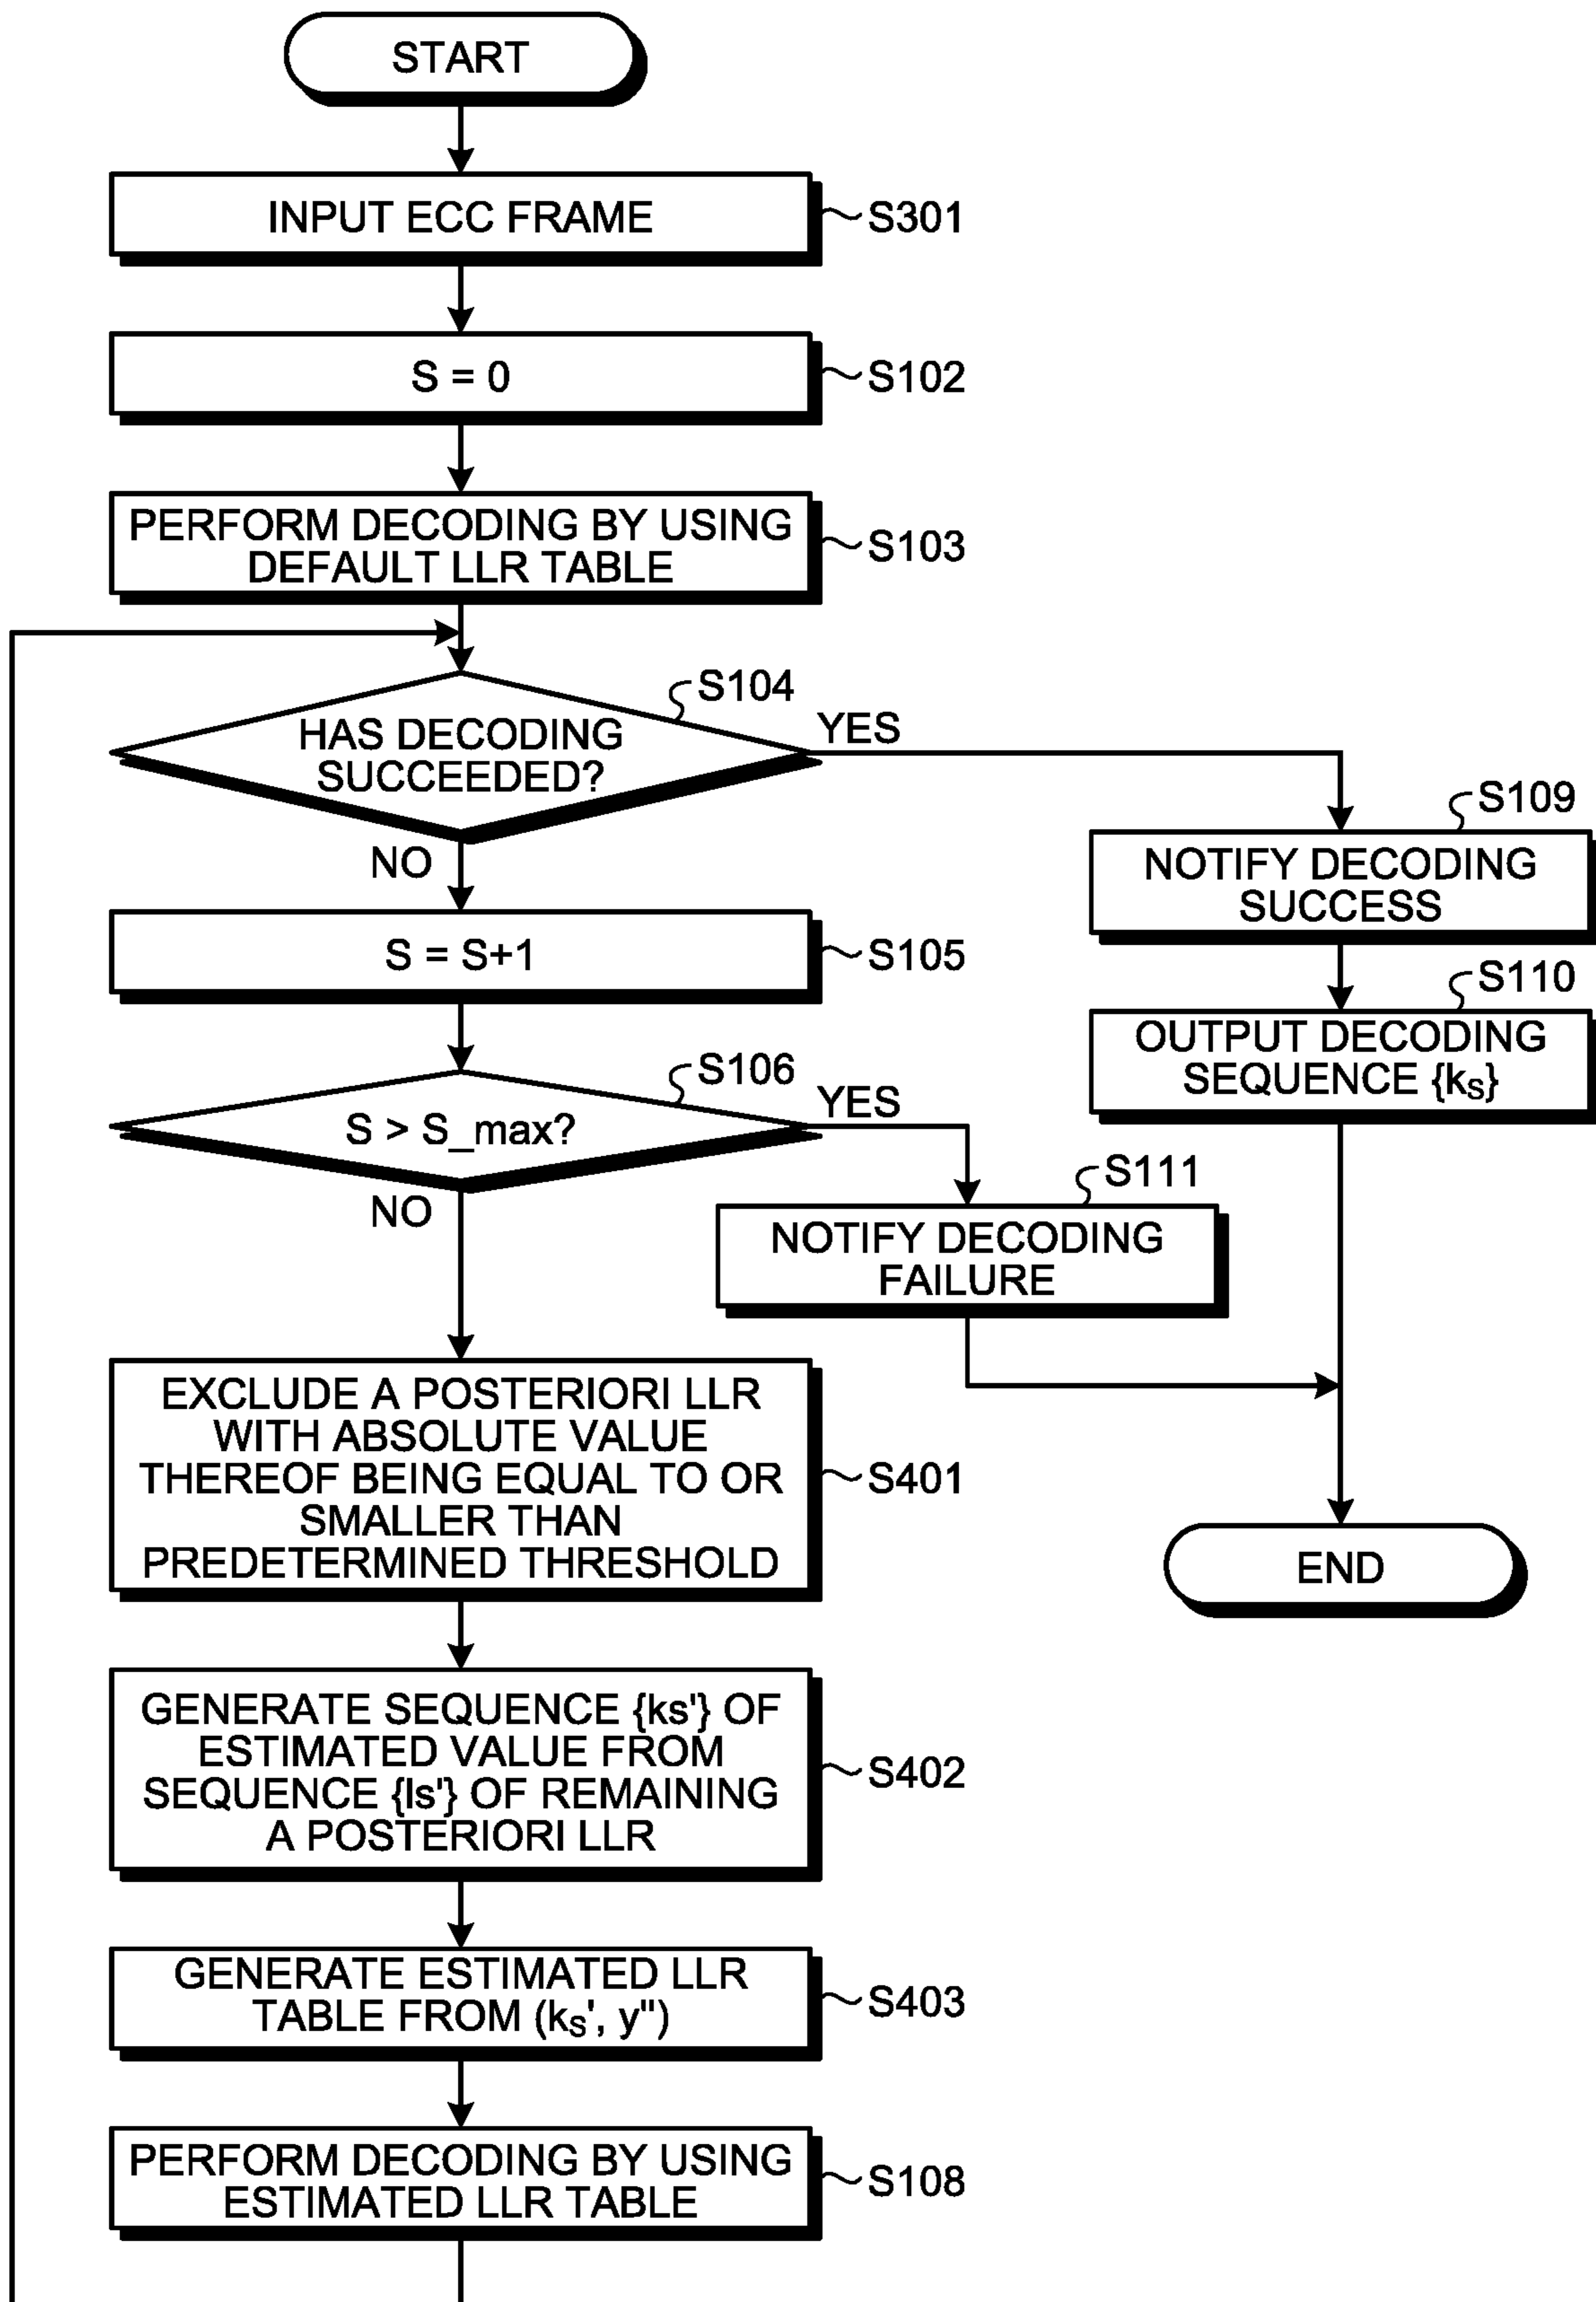 START
INPUT ECC FRAME
S301
S = 0
S102
PERFORM DECODING BY USING
DEFAULT LLR TABLE
S103
S104
HAS DECODING
SUCCEEDED?
YES
NO
S109
NOTIFY DECODING
SUCCESS
S = S+1
S105
S110
OUTPUT DECODING
SEQUENCE {kS}
S106
S > S_max?
YES
NO
S111
NOTIFY DECODING
FAILURE
EXCLUDE A POSTERIORI LLR
WITH ABSOLUTE VALUE
THEREOF BEING EQUAL TO OR
SMALLER THAN
PREDETERMINED THRESHOLD
S401
END
GENERATE SEQUENCE {ks'} OF
ESTIMATED VALUE FROM
SEQUENCE {ls'} OF REMAINING
A POSTERIORI LLR
S402
GENERATE ESTIMATED LLR
TABLE FROM (kS', y")
S403
PERFORM DECODING BY USING
ESTIMATED LLR TABLE
S108